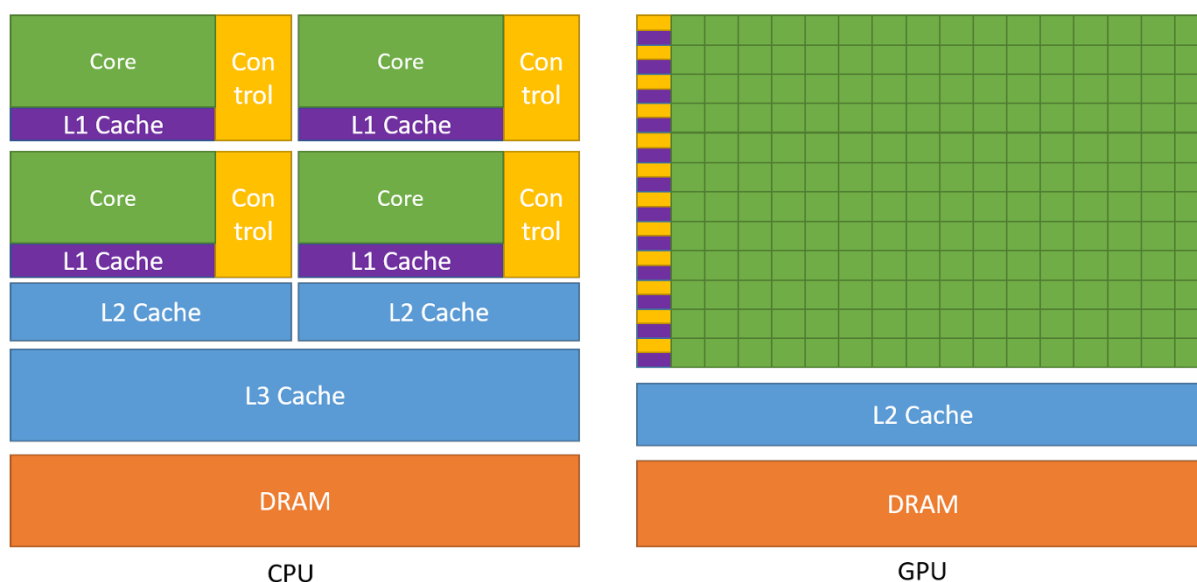 Core
Con
trol
L1 Cache
Core
Con
trol
L1 Cache
Core
Con
trol
L1 Cache
Core
Con
trol
L1 Cache
L2 Cache
L2 Cache
L3 Cache
DRAM
CPU
L2 Cache
DRAM
GPU